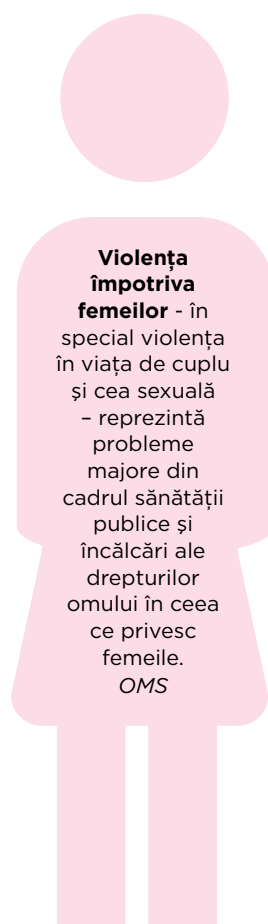 Violența
împotriva
femeilor - în
special violența
în viața de cuplu
și cea sexuală
– reprezintă
probleme
majore din
cadrul sănătății
publice și
încălcări ale
drepturilor
omului în ceea
ce privesc
femeile.
OMS